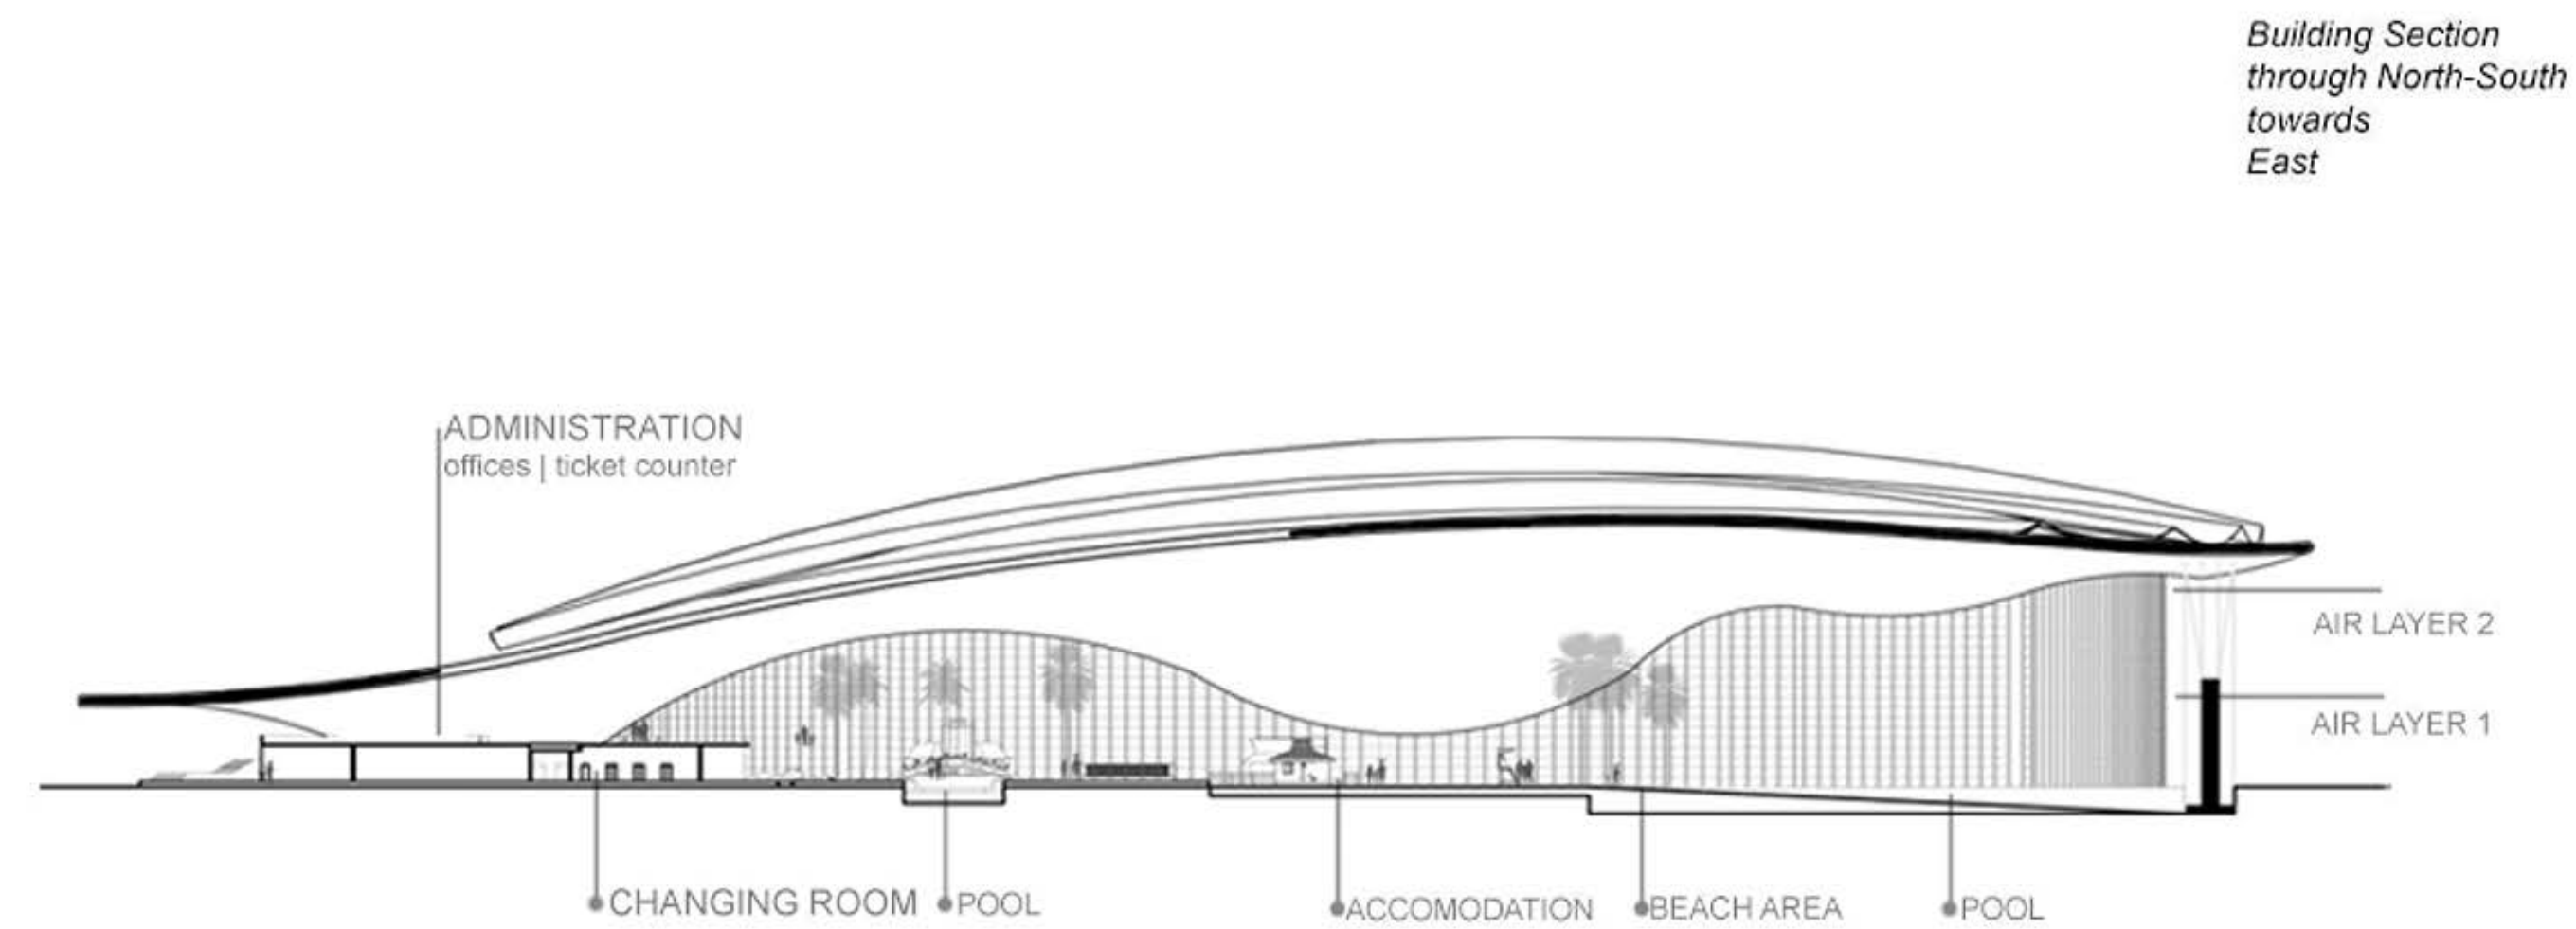 Building Section
through North-South
towards
East
ADMINISTRATION
offices | ticket counter
AIR LAYER 2
AIR LAYER 1
CHANGING ROOM
POOL
ACCOMODATION
BEACH AREA
POOL